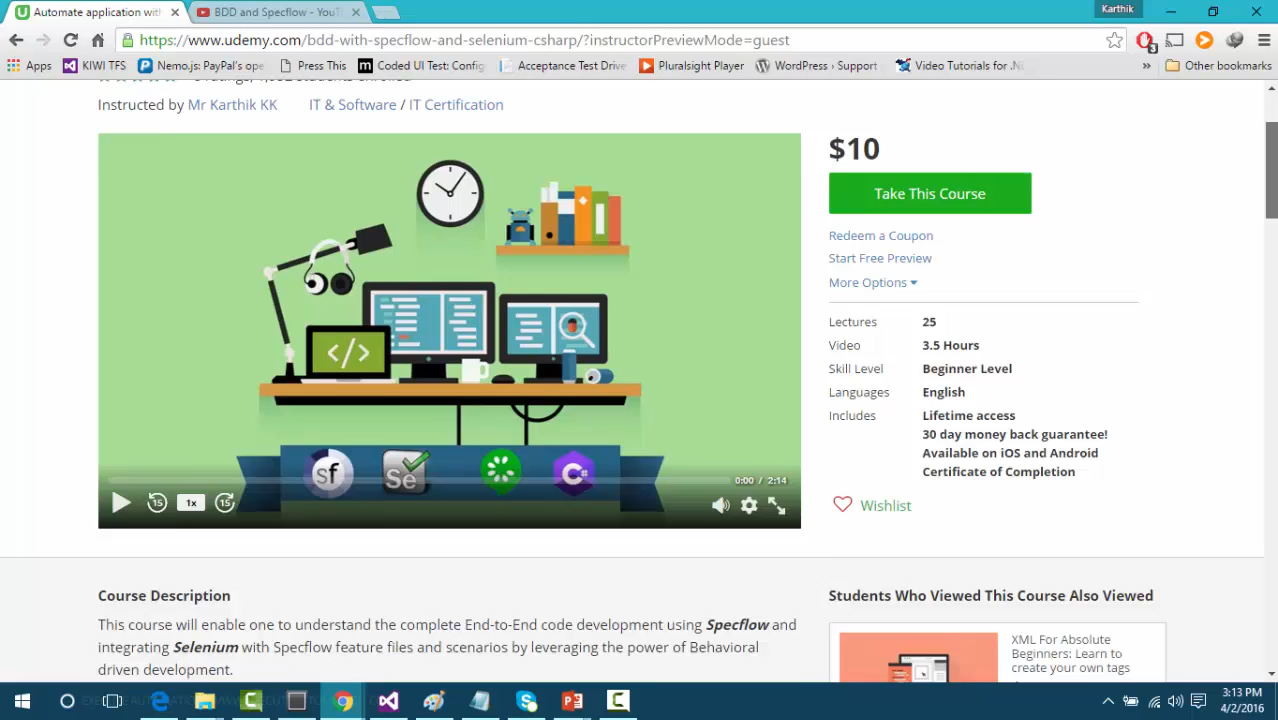 Automate application with
BDD and Specflow - YouT
Karthik
https://www.udemy.com/bdd-with-specflow-and-selenium-csharp/?instructorPreviewMode=guest
3
Apps
KIWI TFS
Nemo.js: PayPal's ope
Press This
Coded UI Test: Config
Acceptance Test Drive
Pluralsight Player
WordPress › Support
Video Tutorials for .N
»
Other bookmarks
Instructed by Mr Karthik KK
IT & Software / IT Certification
$10
Take This Course
Redeem a Coupon
Start Free Preview
More Options
Lectures 25
Video 3.5 Hours
Skill Level Beginner Level
Languages English
Includes Lifetime access
30 day money back guarantee!
Available on iOS and Android
Certificate of Completion
Wishlist
</>
sf
Se
C#
0:00 / 2:14
15
1x
15
Course Description
This course will enable one to understand the complete End-to-End code development using Specflow and
integrating Selenium with Specflow feature files and scenarios by leveraging the power of Behavioral
driven development.
Students Who Viewed This Course Also Viewed
XML For Absolute
Beginners: Learn to
create your own tags
3:13 PM
4/2/2016